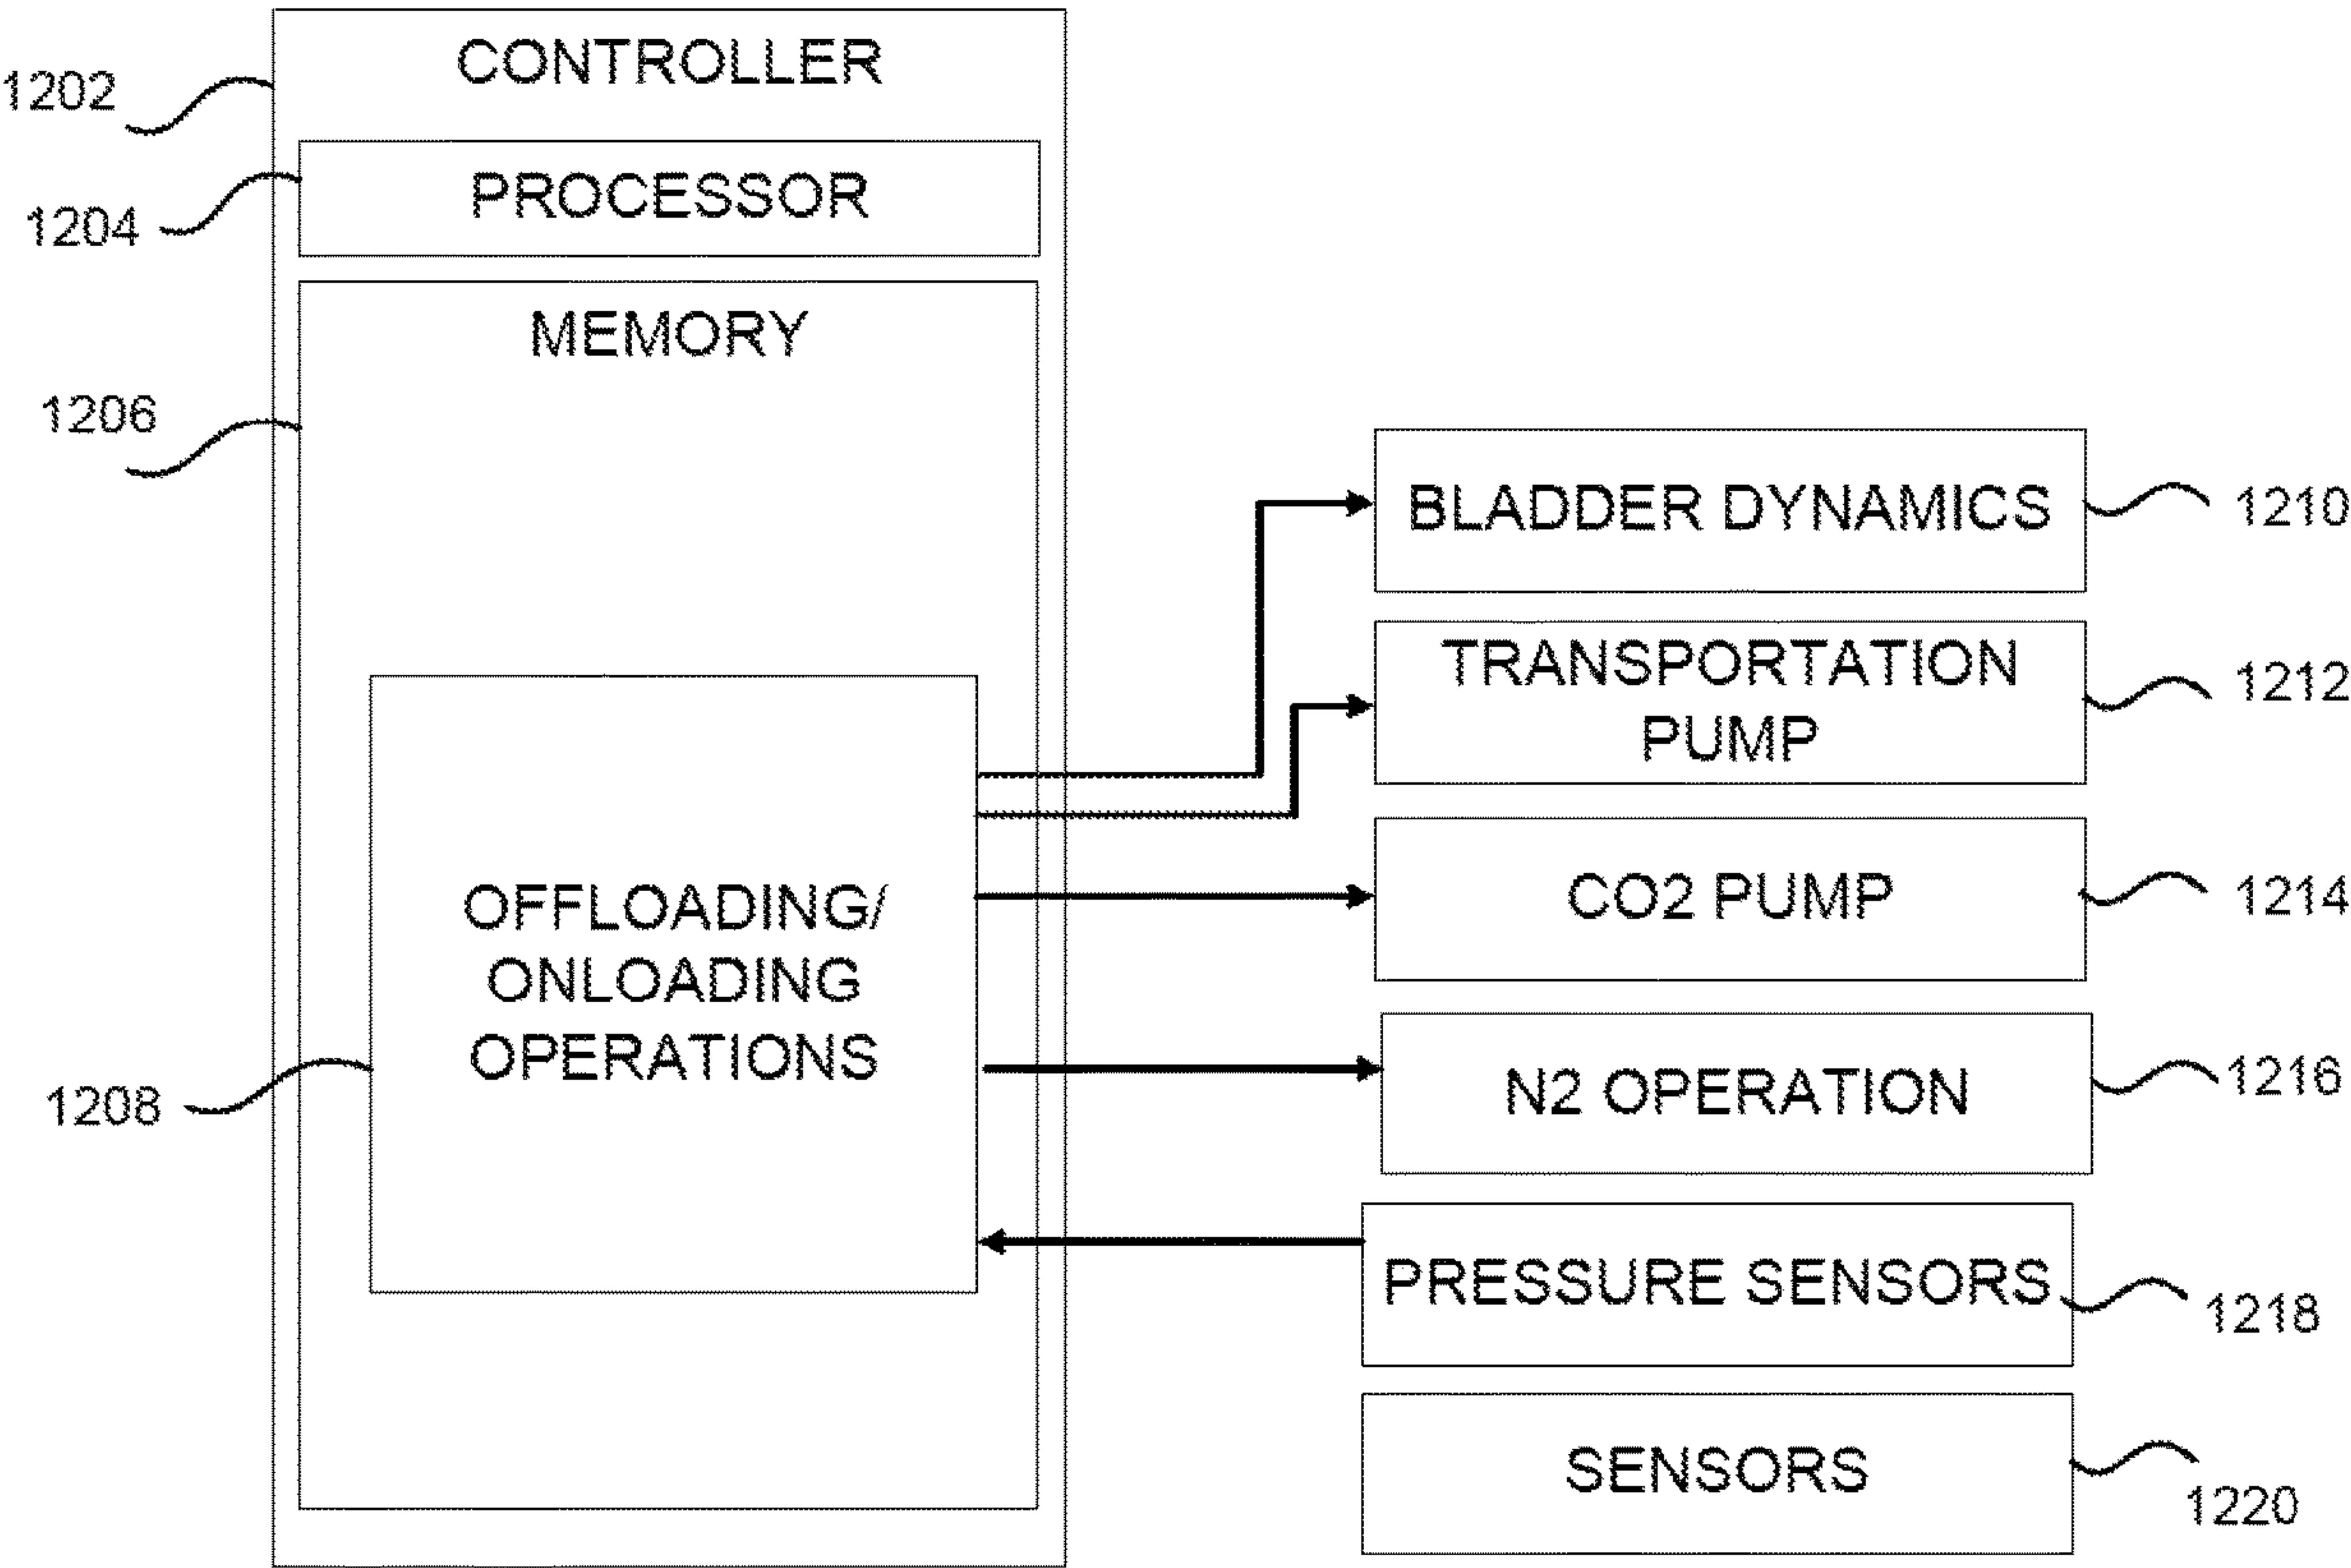 CONTROLLER
1202
PROCESSOR
1204
MEMORY
1206
BLADDER DYNAMICS
1210
TRANSPORTATION
PUMP
1212
OFFLOADING/
ONLOADING
OPERATIONS
1208
CO2 PUMP
1214
N2 OPERATION
1216
PRESSURE SENSORS
1218
SENSORS
1220